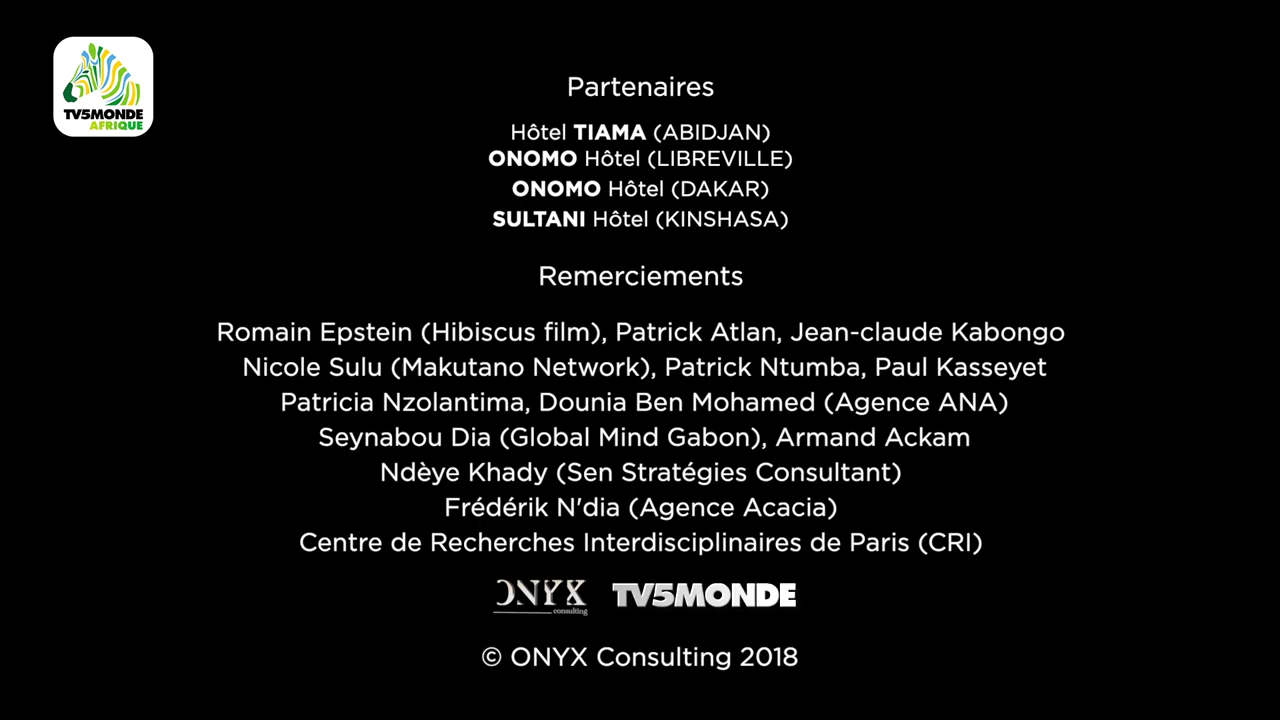 TV5MONDE
AFRIQUE
Partenaires
Hôtel TIAMA (ABIDJAN)
ONOMO Hôtel (LIBREVILLE)
ONOMO Hôtel (DAKAR)
SULTANI Hôtel (KINSHASA)
Remerciements
Romain Epstein (Hibiscus film), Patrick Atlan, Jean-claude Kabongo
Nicole Sulu (Makutano Network), Patrick Ntumba, Paul Kasseyet
Patricia Nzolantima, Dounia Ben Mohamed (Agence ANA)
Seynabou Dia (Global Mind Gabon), Armand Ackam
Ndèye Khady (Sen Stratégies Consultant)
Frédérik N'dia (Agence Acacia)
Centre de Recherches Interdisciplinaires de Paris (CRI)
ONYX consulting TV5MONDE
© ONYX Consulting 2018